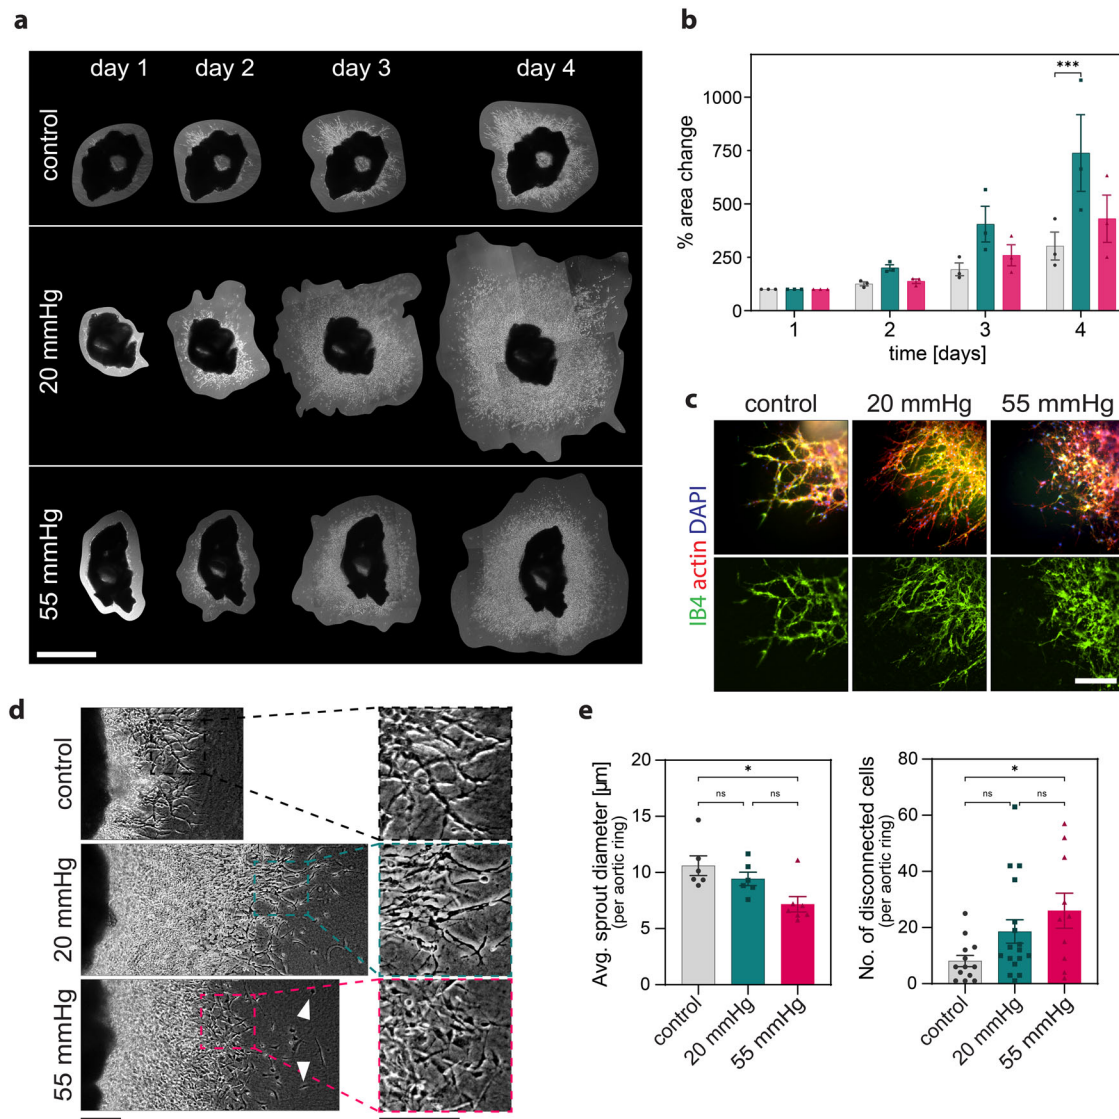 a
day 1 day 2 day 3 day 4
control
20 mmHg
55 mmHg
b
***
% area change
1000
750
500
250
0
1 2 3 4
time [days]
c
control 20 mmHg 55 mmHg
IB4 actin DAPI
d
control
20 mmHg
55 mmHg
e
Avg. sprout diameter [µm]
(per aortic ring)
20
15
10
5
0
*
ns ns
control 20 mmHg 55 mmHg
No. of disconnected cells
(per aortic ring)
80
60
40
20
0
*
ns ns
control 20 mmHg 55 mmHg